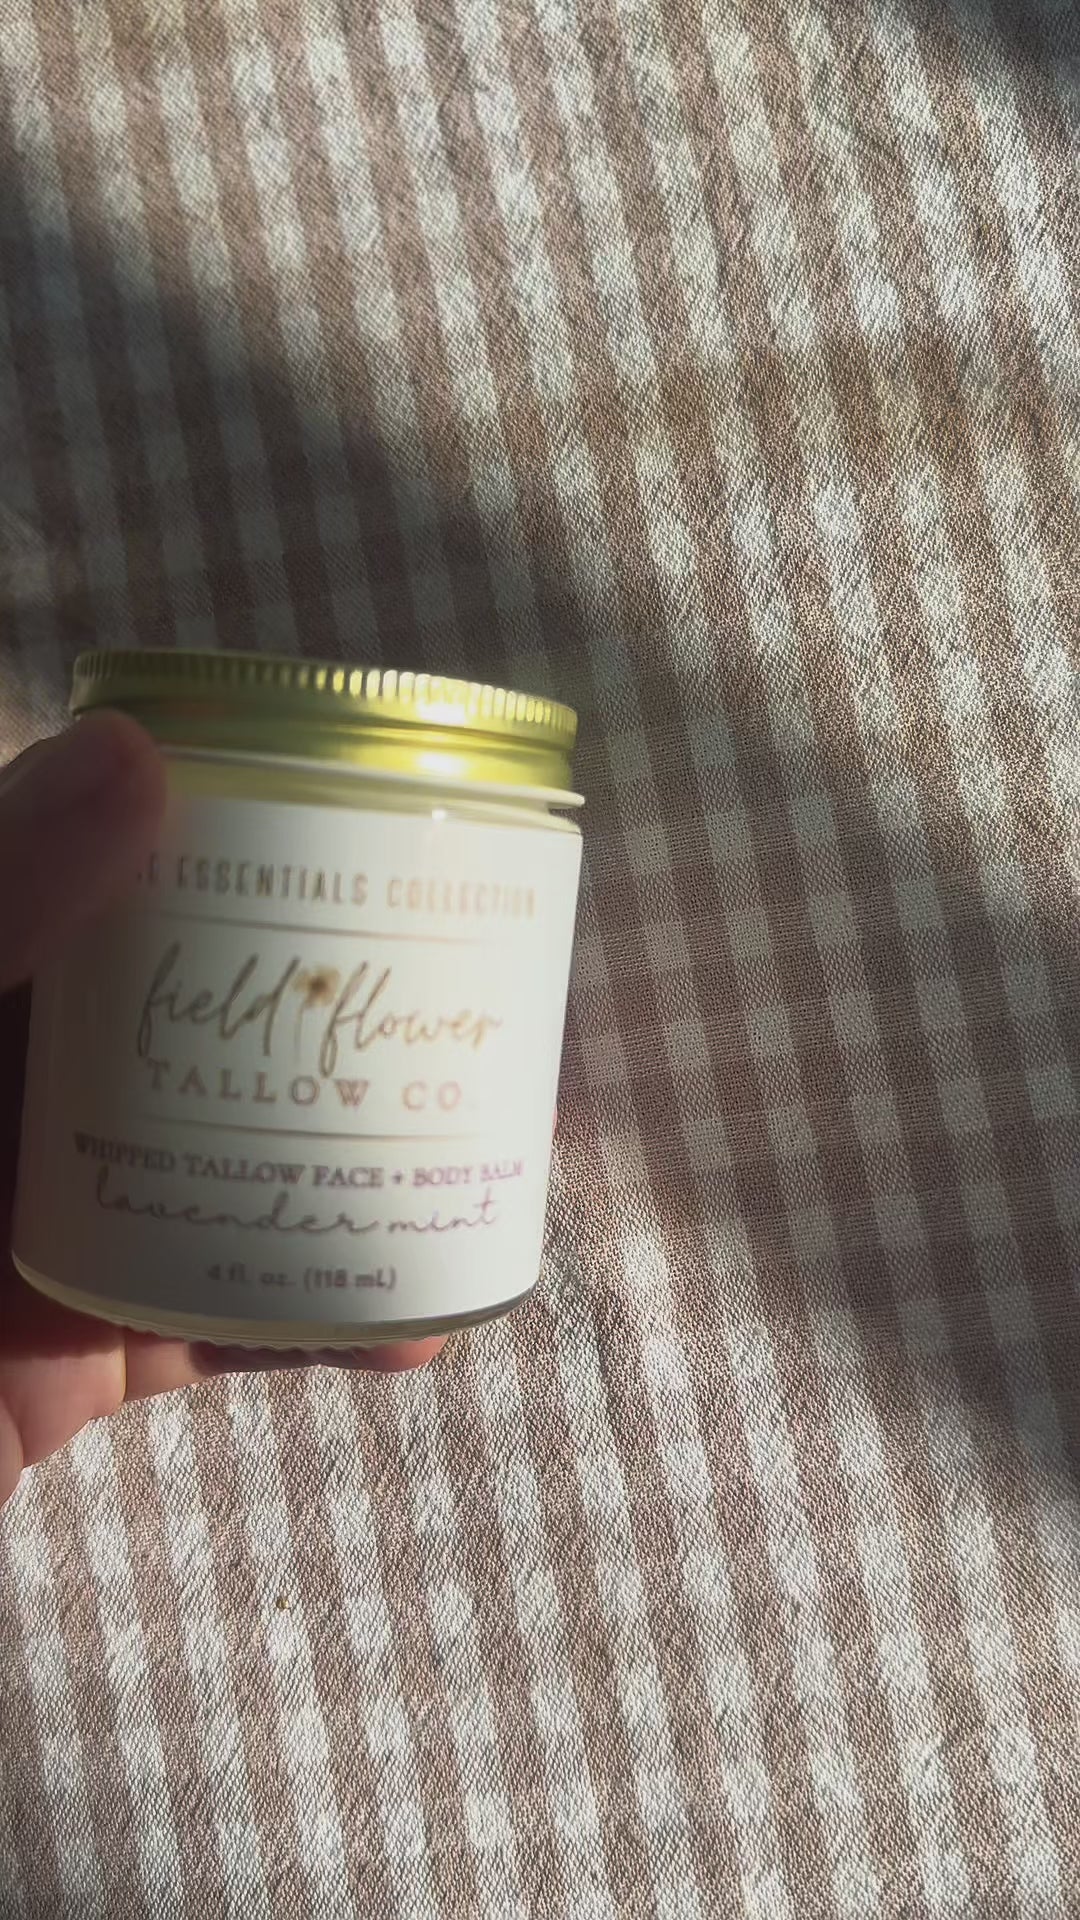 ESSENTIALS COLLECTION
field flower
TALLOW CO.
WHIPPED TALLOW FACE + BODY BALM
lavender mint
4 fl. oz. (118 mL)